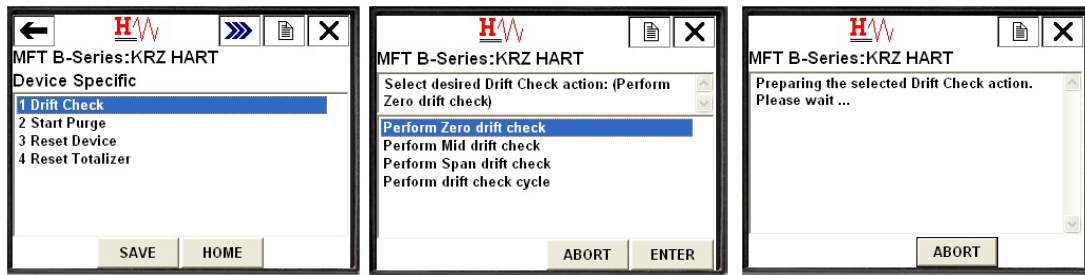 H
MFT B-Series:KRZ HART
Device Specific
1 Drift Check
2 Start Purge
3 Reset Device
4 Reset Totalizer
SAVE HOME
H
MFT B-Series:KRZ HART
Select desired Drift Check action: (Perform
Zero drift check)
Perform Zero drift check
Perform Mid drift check
Perform Span drift check
Perform drift check cycle
ABORT ENTER
H
MFT B-Series:KRZ HART
Preparing the selected Drift Check action.
Please wait ...
ABORT